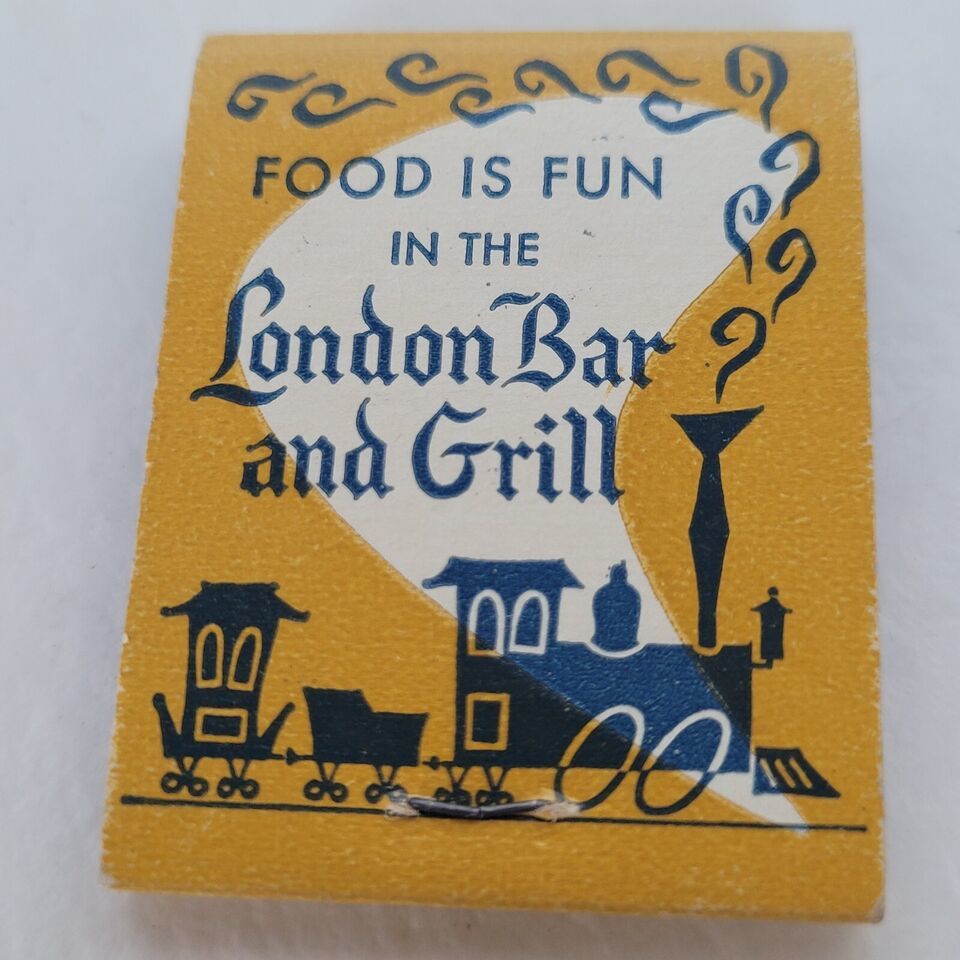 FOOD IS FUN
IN THE
London Bar
and Grill